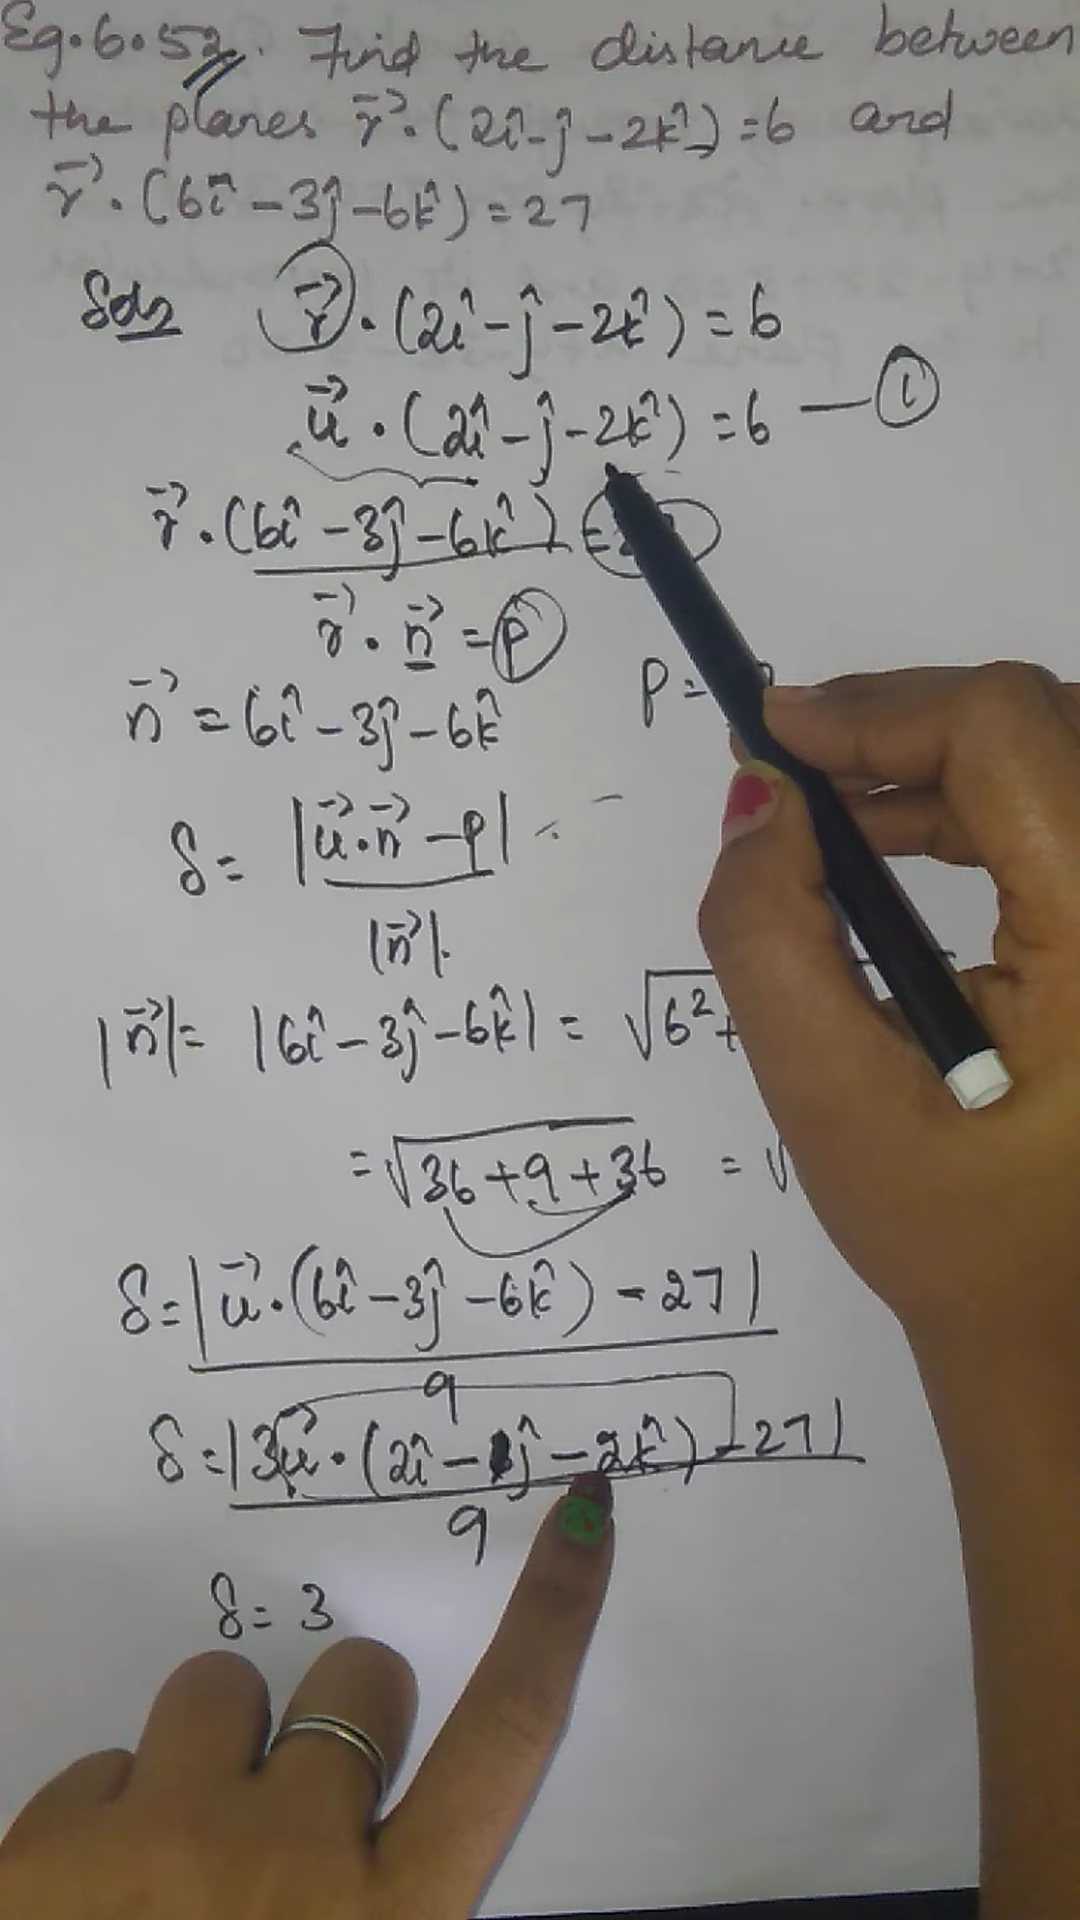 Eg.6.52. Find the distance between
the planes r⃗.(2î-ĵ-2k̂)=6 and
r⃗.(6î-3ĵ-6k̂)=27
Soln r⃗.(2î-ĵ-2k̂)=6
u⃗.(2î-ĵ-2k̂)=6 — ①
r⃗.(6î-3ĵ-6k̂) =
r⃗.n⃗=p
n⃗=6î-3ĵ-6k̂ p=
δ= |u⃗.n⃗-p|
|n⃗|.
|n⃗|= |6î-3ĵ-6k̂| = √6²+
=√36+9+36 = √
δ=|u⃗.(6î-3ĵ-6k̂)-27|
9
δ=|3u⃗.(2î-ĵ-2k̂)-27|
9
δ= 3